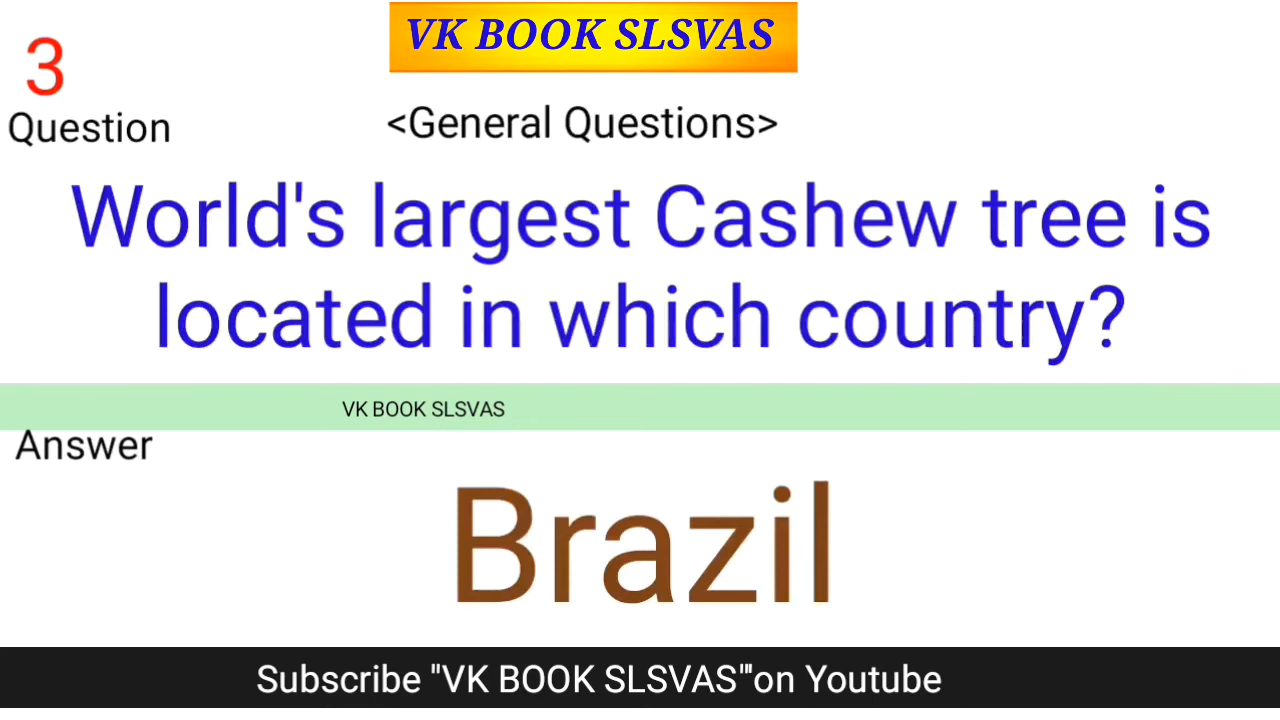 VK BOOK SLSVAS
3
Question
<General Questions>
World's largest Cashew tree is
located in which country?
VK BOOK SLSVAS
Answer
Brazil
Subscribe "VK BOOK SLSVAS'"on Youtube